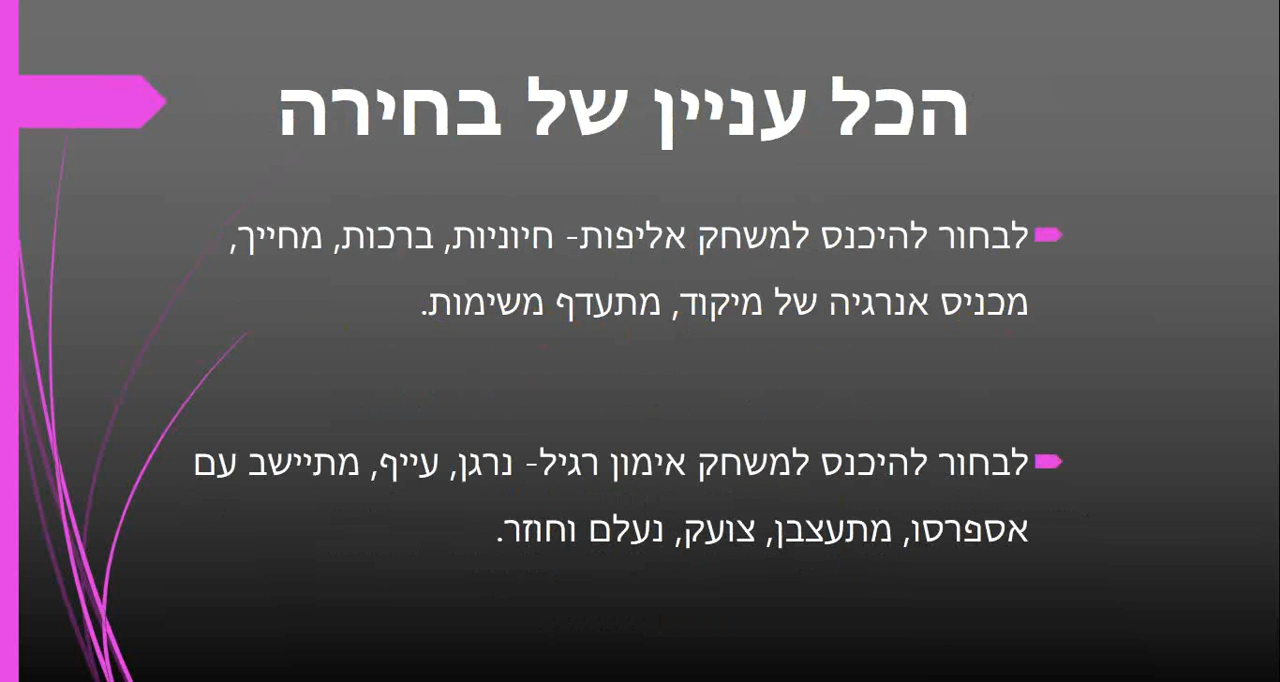 הכל עניין של בחירה
לבחור להיכנס למשחק אליפות- חיוניות, ברכות, מחייך,
מכניס אנרגיה של מיקוד, מתעדף משימות.
לבחור להיכנס למשחק אימון רגיל- נרגן, עייף, מתיישב עם
אספרסו, מתעצבן, צועק, נעלם וחוזר.